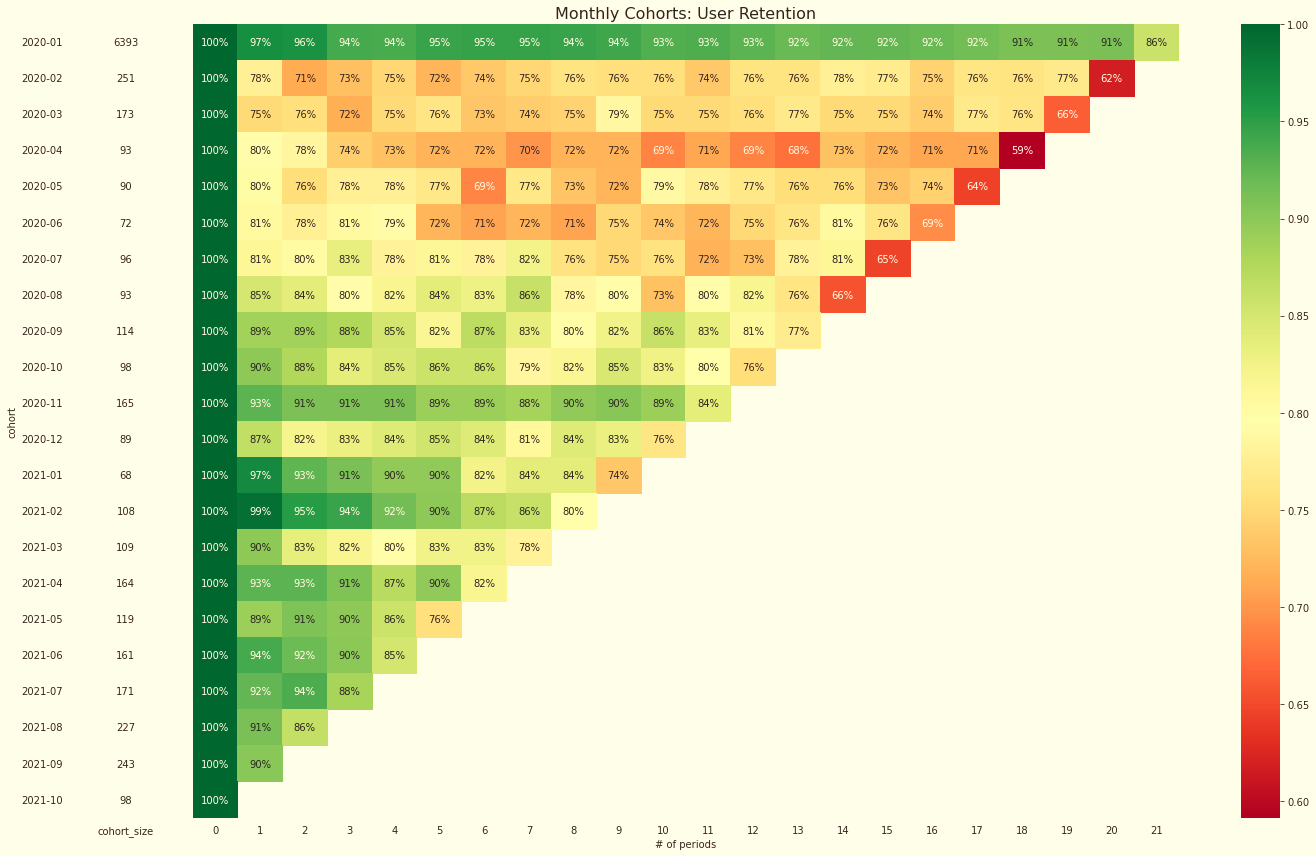 Monthly Cohorts: User Retention
2020-01 6393 100% 97% 96% 94% 94% 95% 95% 95% 94% 94% 93% 93% 93% 92% 92% 92% 92% 92% 91% 91% 91% 86%
2020-02 251 100% 78% 71% 73% 75% 72% 74% 75% 76% 76% 76% 74% 76% 76% 78% 77% 75% 76% 76% 77% 62%
2020-03 173 100% 75% 76% 72% 75% 76% 73% 74% 75% 79% 75% 75% 76% 77% 75% 75% 74% 77% 76% 66%
2020-04 93 100% 80% 78% 74% 73% 72% 72% 70% 72% 72% 69% 71% 69% 68% 73% 72% 71% 71% 59%
2020-05 90 100% 80% 76% 78% 78% 77% 69% 77% 73% 72% 79% 78% 77% 76% 76% 73% 74% 64%
2020-06 72 100% 81% 78% 81% 79% 72% 71% 72% 71% 75% 74% 72% 75% 76% 81% 76% 69%
2020-07 96 100% 81% 80% 83% 78% 81% 78% 82% 76% 75% 76% 72% 73% 78% 81% 65%
2020-08 93 100% 85% 84% 80% 82% 84% 83% 86% 78% 80% 73% 80% 82% 76% 66%
2020-09 114 100% 89% 89% 88% 85% 82% 87% 83% 80% 82% 86% 83% 81% 77%
2020-10 98 100% 90% 88% 84% 85% 86% 86% 79% 82% 85% 83% 80% 76%
2020-11 165 100% 93% 91% 91% 91% 89% 89% 88% 90% 90% 89% 84%
cohort
2020-12 89 100% 87% 82% 83% 84% 85% 84% 81% 84% 83% 76%
2021-01 68 100% 97% 93% 91% 90% 90% 82% 84% 84% 74%
2021-02 108 100% 99% 95% 94% 92% 90% 87% 86% 80%
2021-03 109 100% 90% 83% 82% 80% 83% 83% 78%
2021-04 164 100% 93% 93% 91% 87% 90% 82%
2021-05 119 100% 89% 91% 90% 86% 76%
2021-06 161 100% 94% 92% 90% 85%
2021-07 171 100% 92% 94% 88%
2021-08 227 100% 91% 86%
2021-09 243 100% 90%
2021-10 98 100%
cohort_size 0 1 2 3 4 5 6 7 8 9 10 11 12 13 14 15 16 17 18 19 20 21
# of periods
1.00
0.95
0.90
0.85
0.80
0.75
0.70
0.65
0.60